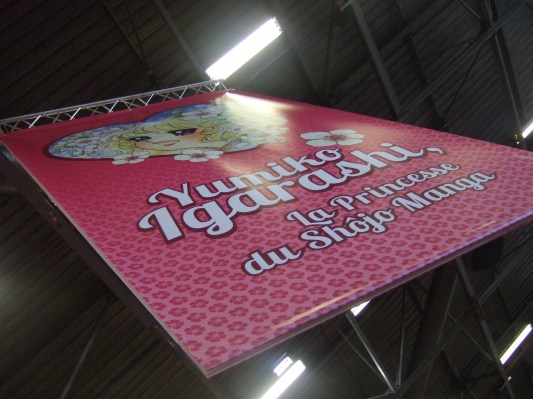 Yumiko
Igarashi,
la Princesse
du Shôjo Manga